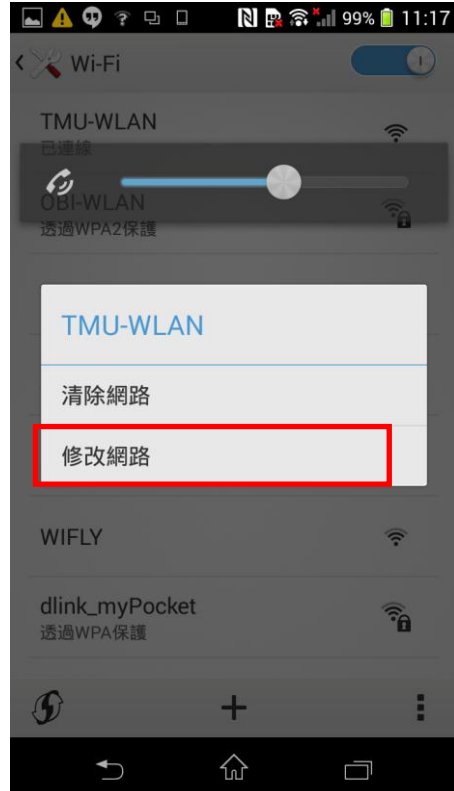 99% 11:17
Wi-Fi
TMU-WLAN
已連線
OBI-WLAN
透過WPA2保護
TMU-WLAN
清除網路
修改網路
WIFLY
dlink_myPocket
透過WPA保護